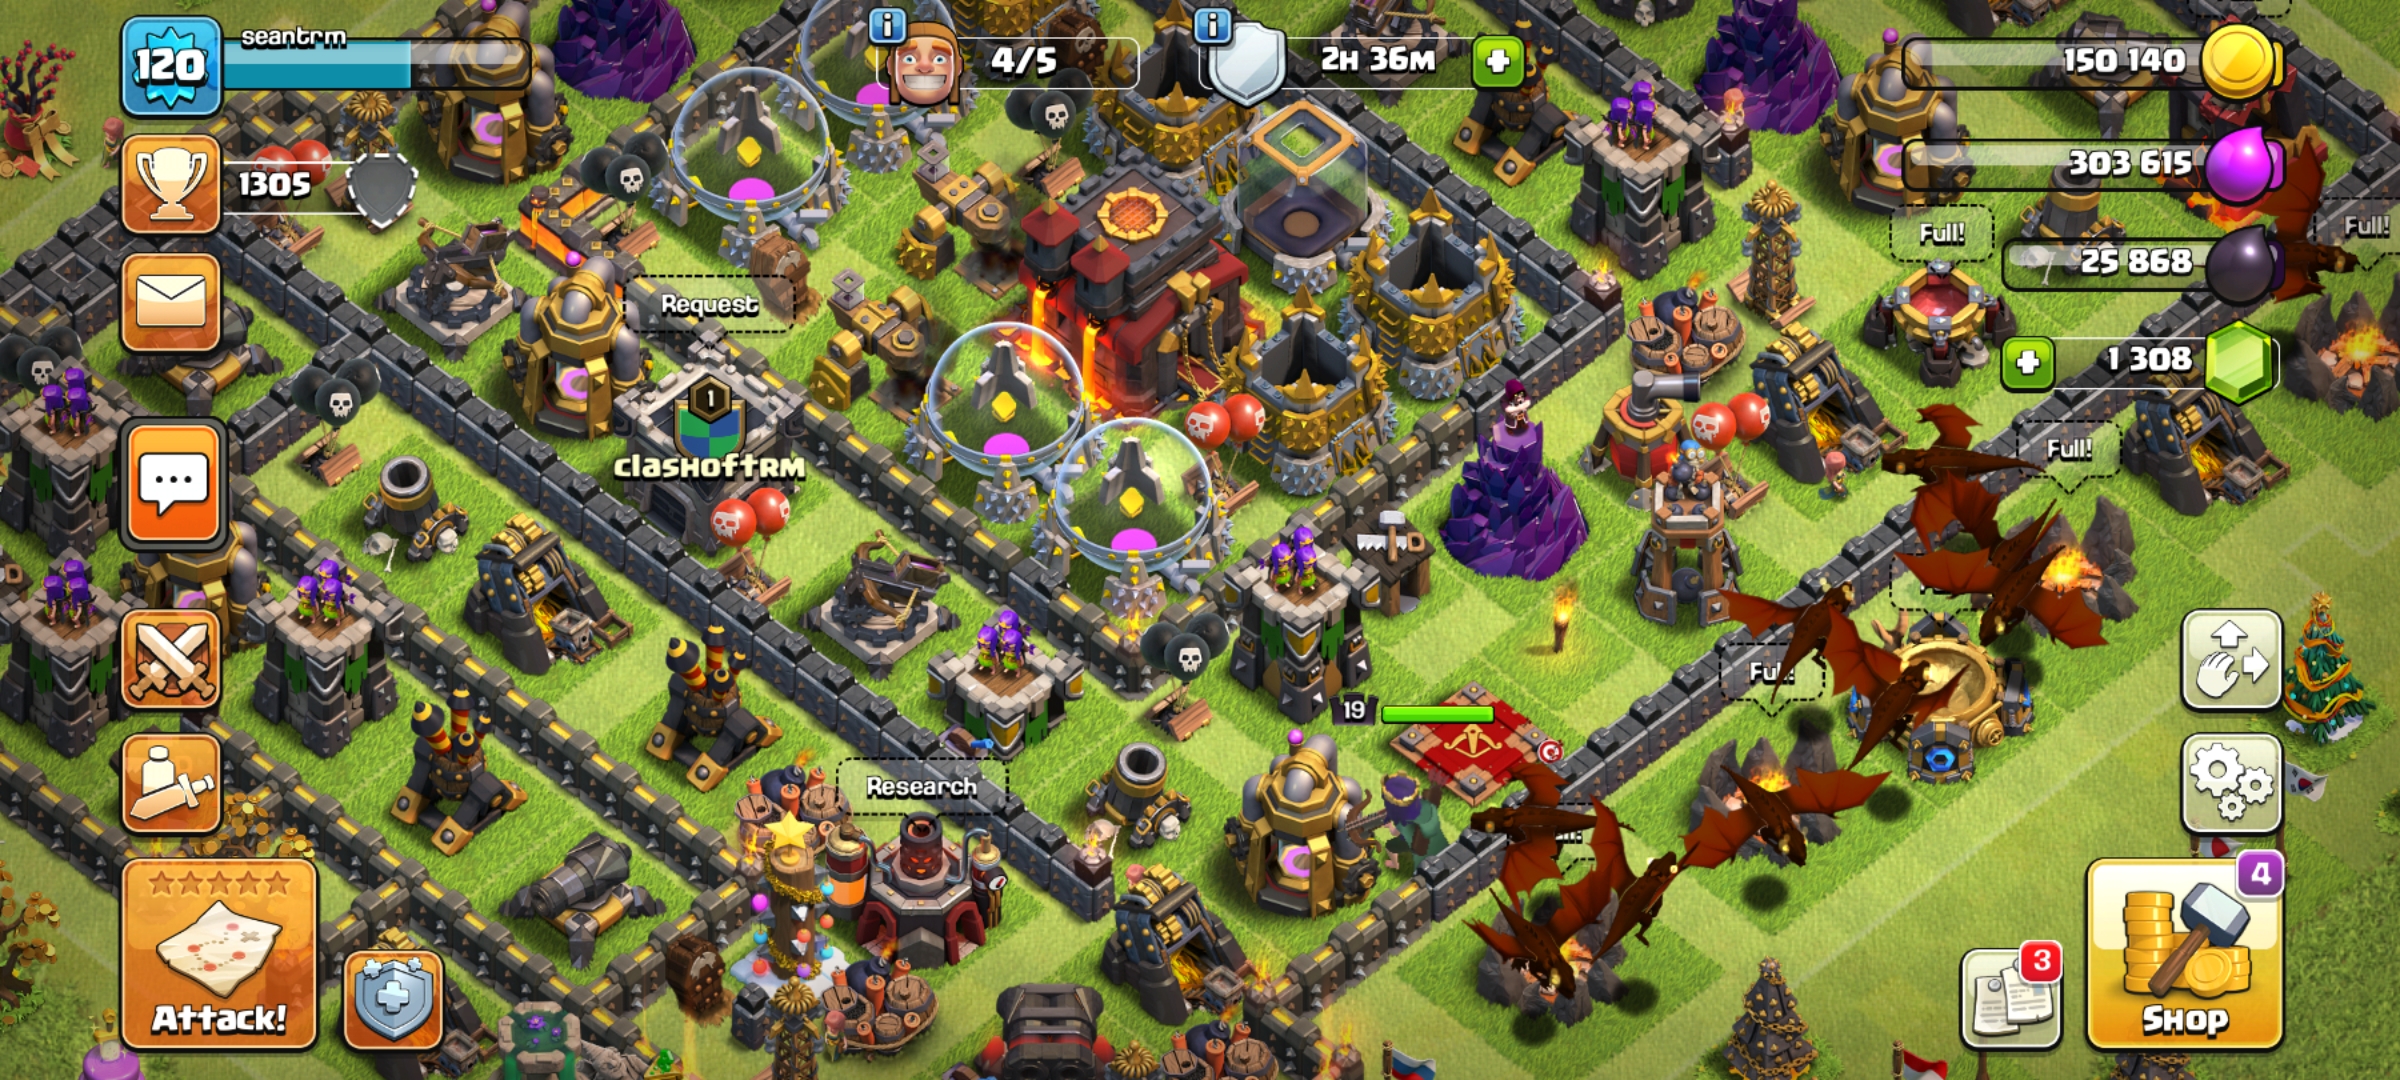 120
seantrm
4/5
2h 36m
150 140
1305
303 615
Full!
Full!
25 868
Request
1 308
1
clashoftrm
Full!
19
Research
Attack!
4
3
Shop